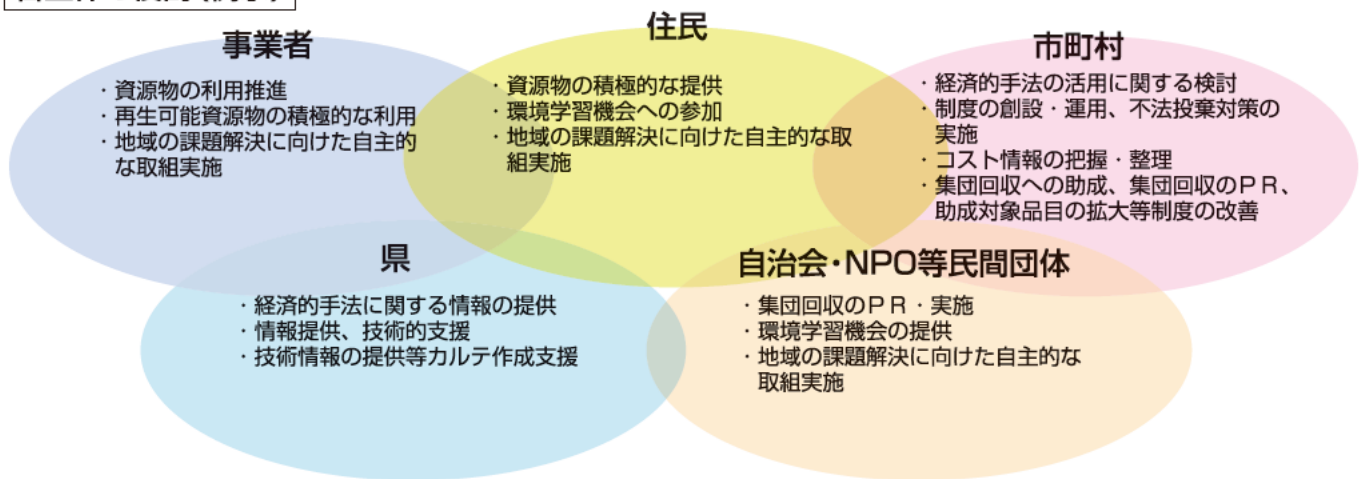 事業者
・資源物の利用推進
・再生可能資源物の積極的な利用
・地域の課題解決に向けた自主的
な取組実施
住民
・資源物の積極的な提供
・環境学習機会への参加
・地域の課題解決に向けた自主的な取
組実施
市町村
・経済的手法の活用に関する検討
・制度の創設・運用、不法投棄対策の
実施
・コスト情報の把握・整理
・集団回収への助成、集団回収のＰＲ、
助成対象品目の拡大等制度の改善
県
・経済的手法に関する情報の提供
・情報提供、技術的支援
・技術情報の提供等カルテ作成支援
自治会・NPO等民間団体
・集団回収のＰＲ・実施
・環境学習機会の提供
・地域の課題解決に向けた自主的な
取組実施